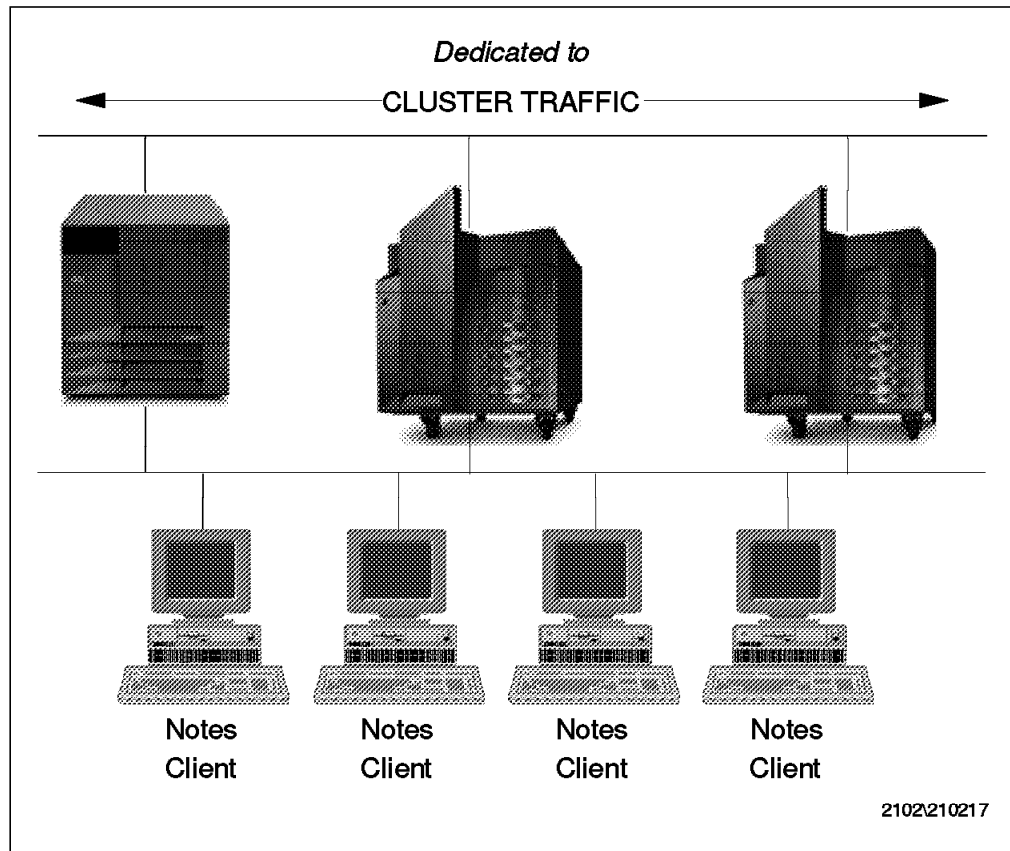 Dedicated to
CLUSTER TRAFFIC
Notes Notes Notes Notes
Client Client Client Client
2102\210217